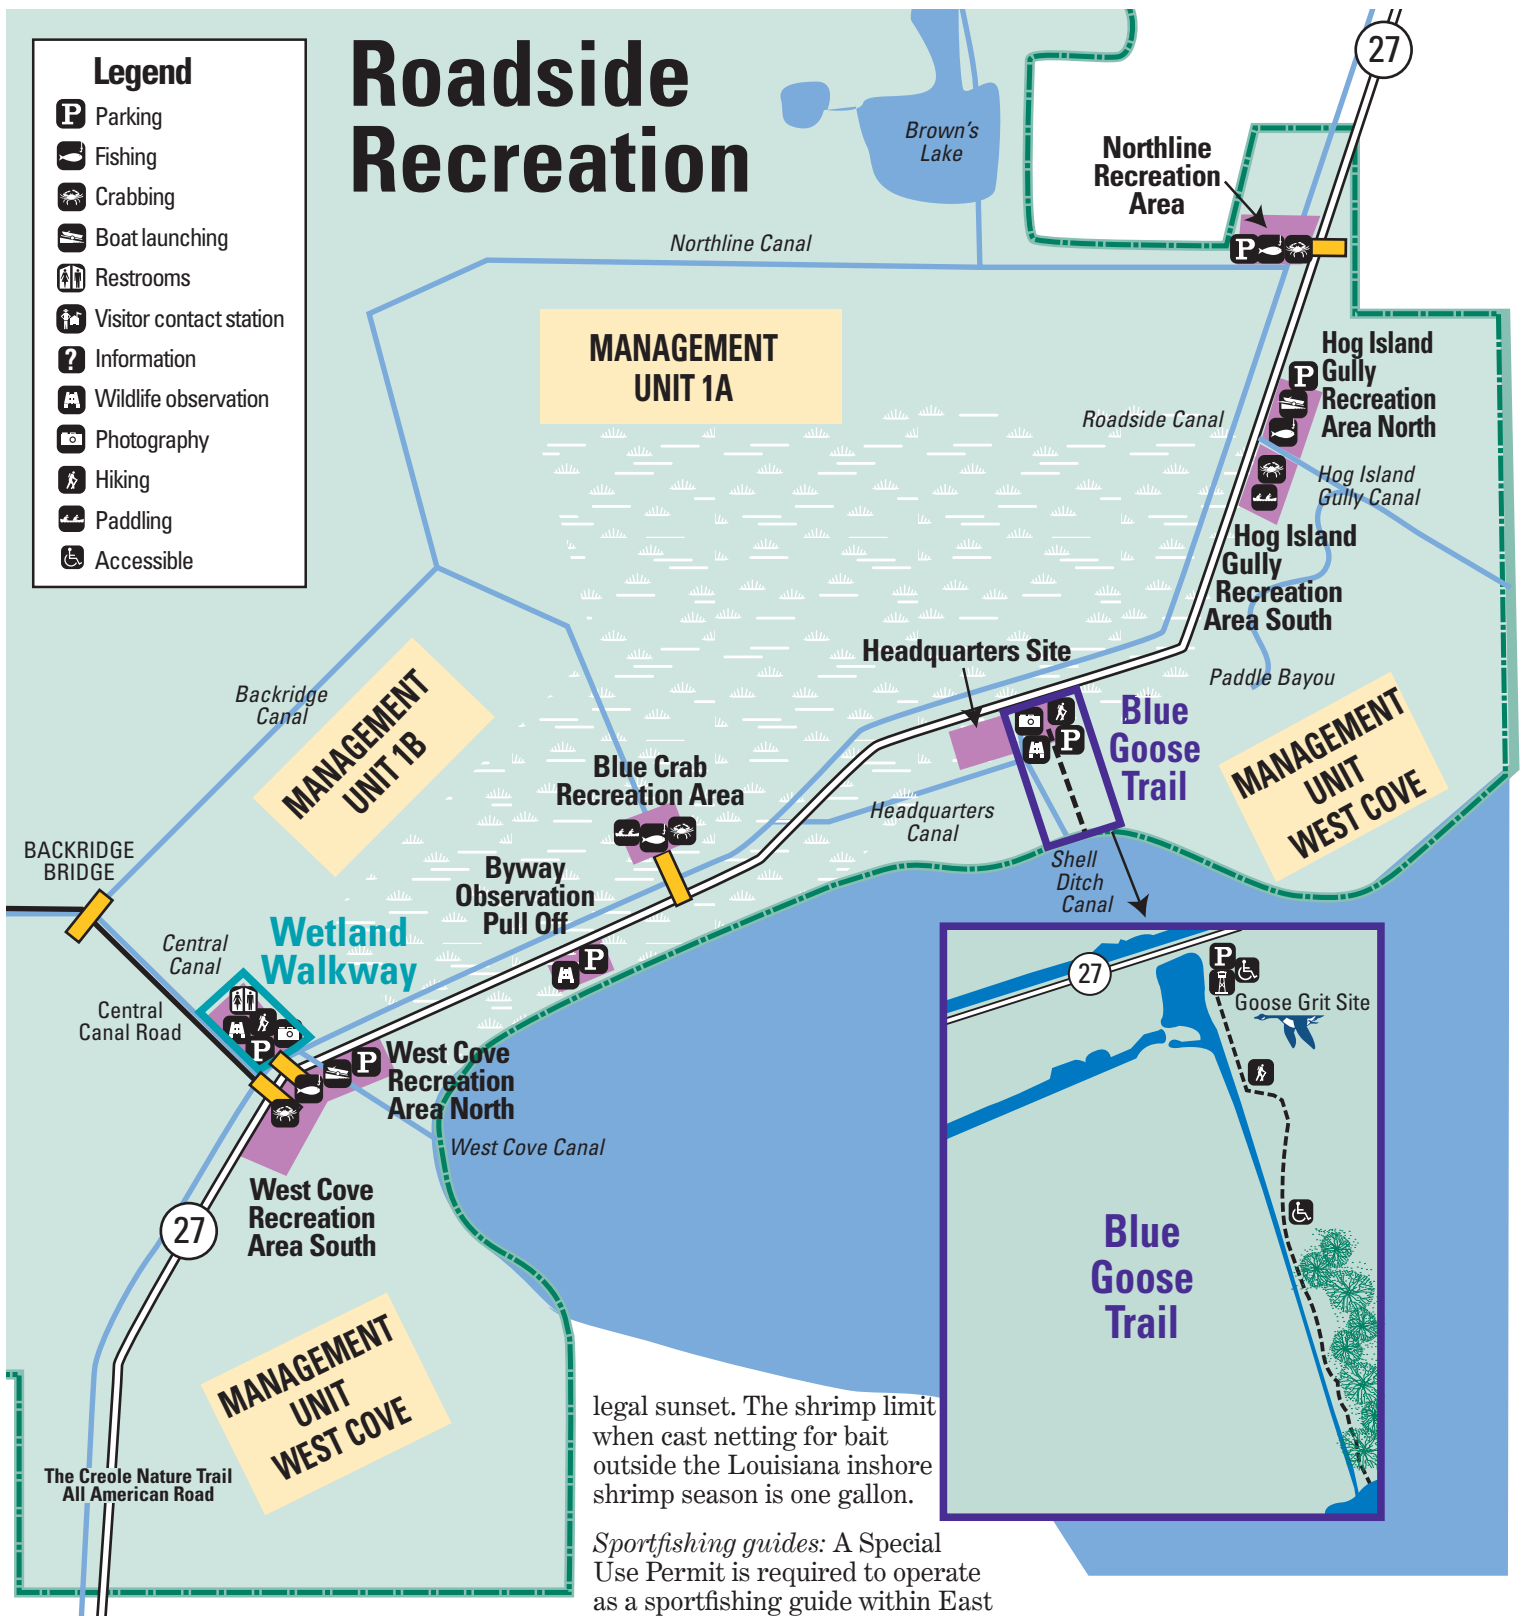 Legend
Parking
Fishing
Crabbing
Boat launching
Restrooms
Visitor contact station
Information
Wildlife observation
Photography
Hiking
Paddling
Accessible
Roadside
Recreation
Brown's
Lake
27
Northline
Recreation
Area
Northline Canal
P
MANAGEMENT
UNIT 1A
Hog Island
Gully
Recreation
Area North
P
Roadside Canal
Hog Island
Gully Canal
Hog Island
Gully
Recreation
Area South
Headquarters Site
Paddle Bayou
Backridge
Canal
MANAGEMENT
UNIT 1B
Blue
Goose
Trail
P
MANAGEMENT
UNIT
WEST COVE
Blue Crab
Recreation Area
Headquarters
Canal
BACKRIDGE
BRIDGE
Byway
Observation
Pull Off
P
Shell
Ditch
Canal
Wetland
Walkway
Central
Canal
Central
Canal Road
P
West Cove
Recreation
Area North
P
West Cove Canal
West Cove
Recreation
Area South
27
27
P
Goose Grit Site
Blue
Goose
Trail
MANAGEMENT
UNIT
WEST COVE
The Creole Nature Trail
All American Road
legal sunset. The shrimp limit
when cast netting for bait
outside the Louisiana inshore
shrimp season is one gallon.
Sportfishing guides: A Special
Use Permit is required to operate
as a sportfishing guide within East